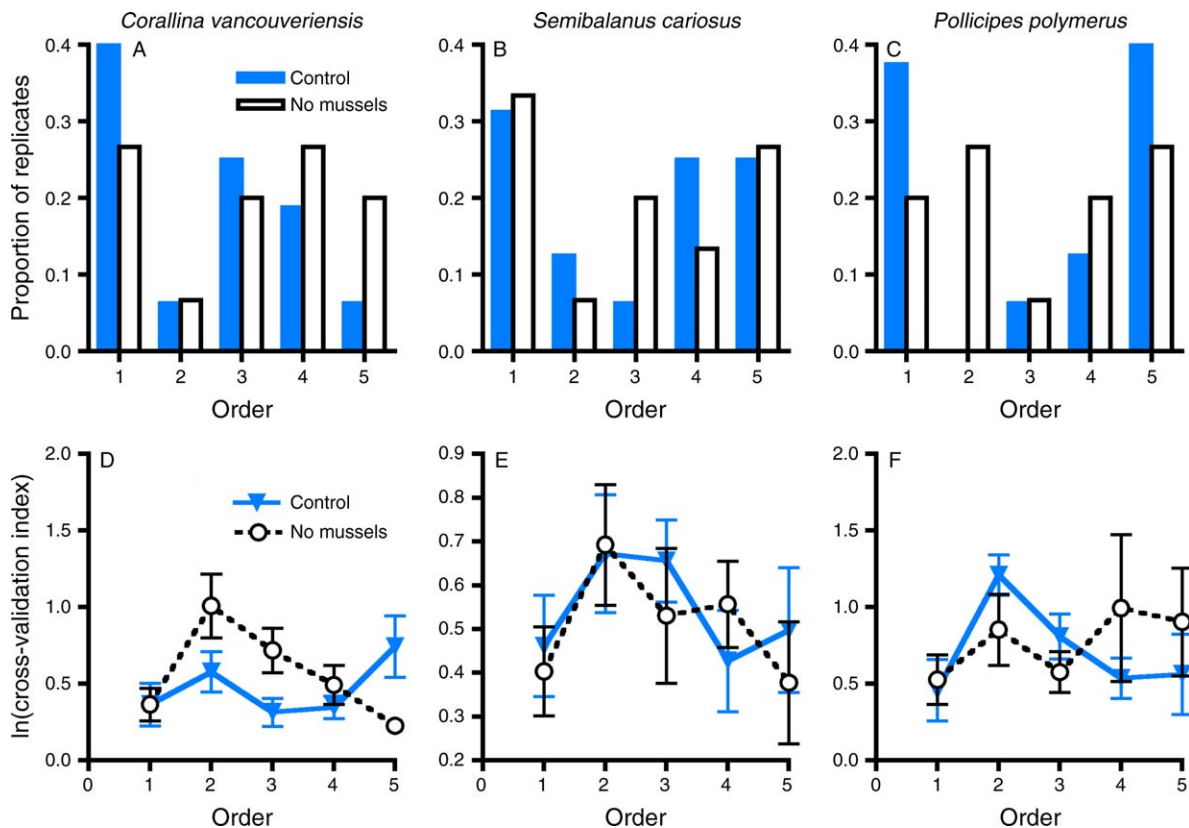 Corallina vancouveriensis Semibalanus cariosus Pollicipes polymerus
A B C
Control
No mussels
Proportion of replicates
0.4 0.4 0.4
0.3 0.3 0.3
0.2 0.2 0.2
0.1 0.1 0.1
0.0 0.0 0.0
1 2 3 4 5 1 2 3 4 5 1 2 3 4 5
Order Order Order
D E F
Control
No mussels
ln(cross-validation index)
2.0 0.9 2.0
0.8
1.5 0.7 1.5
0.6
1.0 0.5 1.0
0.5 0.4 0.5
0.3
0.0 0.2 0.0
0 1 2 3 4 5 0 1 2 3 4 5 0 1 2 3 4 5
Order Order Order